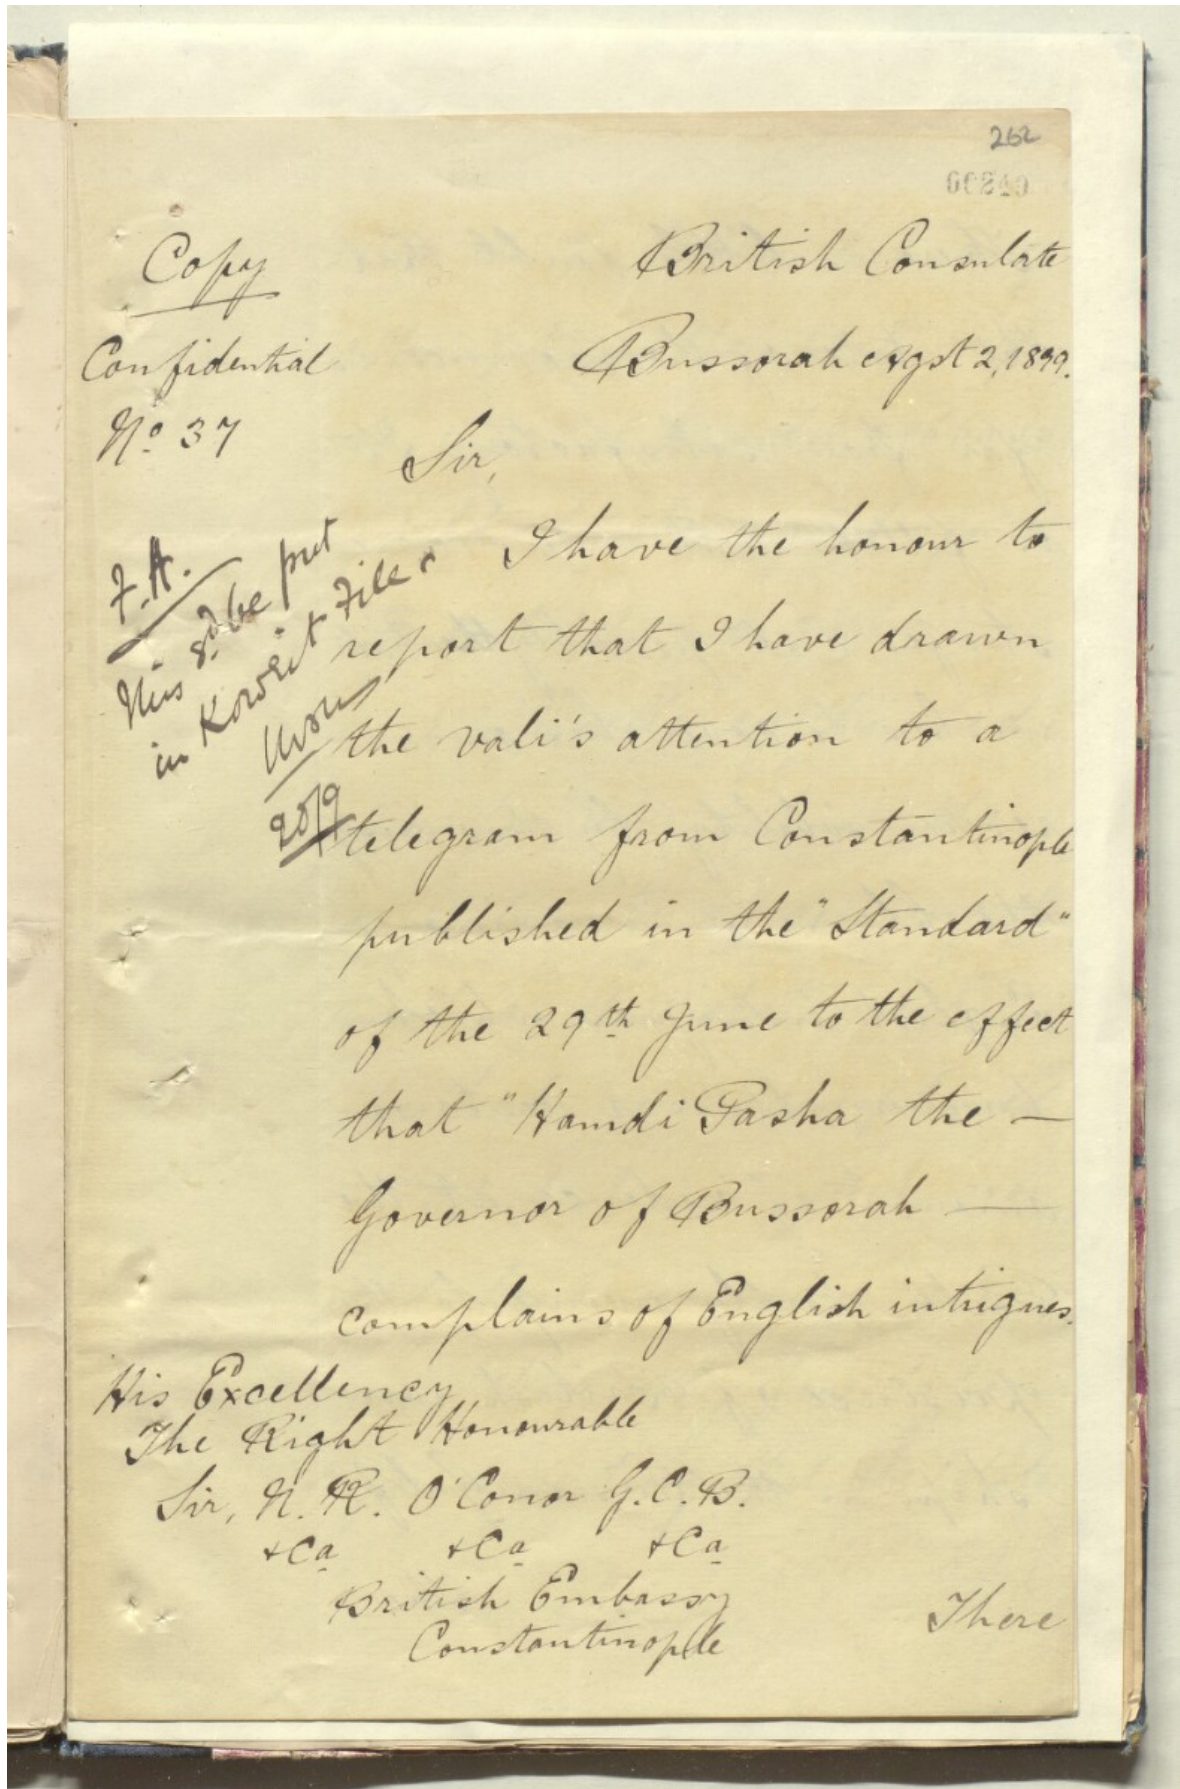 262
Copy
British Consulate
Confidential
Bussorah Augst 2, 1899.
No. 37
Sir,
F.A.
This sd. be put
in Koweit File
20/9
I have the honour to
report that I have drawn
the vali's attention to a
telegram from Constantinople
published in the "Standard"
of the 29th June to the effect
that "Hamdi Pasha the —
Governor of Bussorah —
complains of English intrigues.
His Excellency
The Right Honourable
Sir, N. R. O'Conor G.C.B.
&Ca &Ca &Ca
British Embassy
Constantinople
There